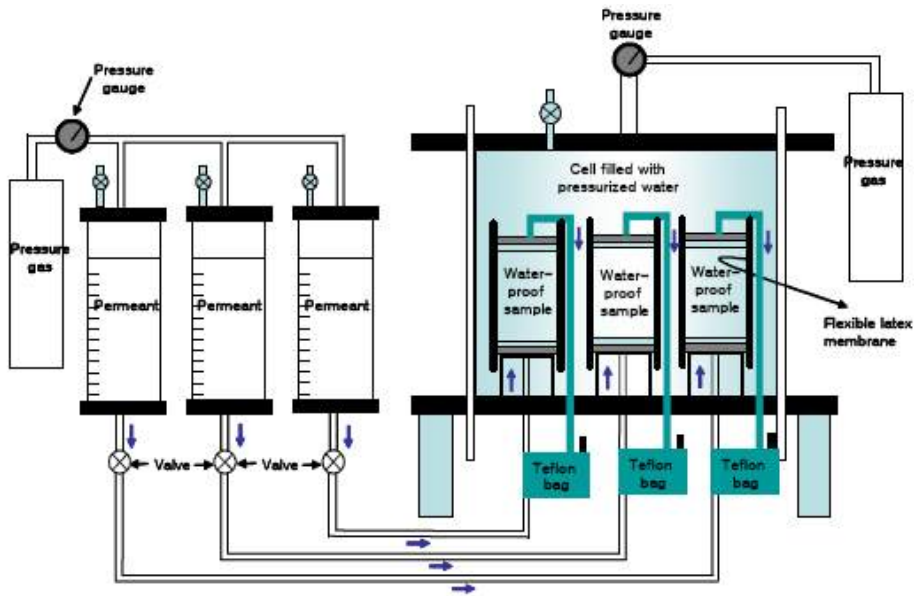 Pressure
gauge
Pressure
gauge
Pressure
gas
Permeant
Permeant
Permeant
Valve
Valve
Cell filled with
pressurized water
Water-
proof
sample
Water-
proof
sample
Water-
proof
sample
Pressure
gas
Flexible latex
membrane
Teflon
bag
Teflon
bag
Teflon
bag